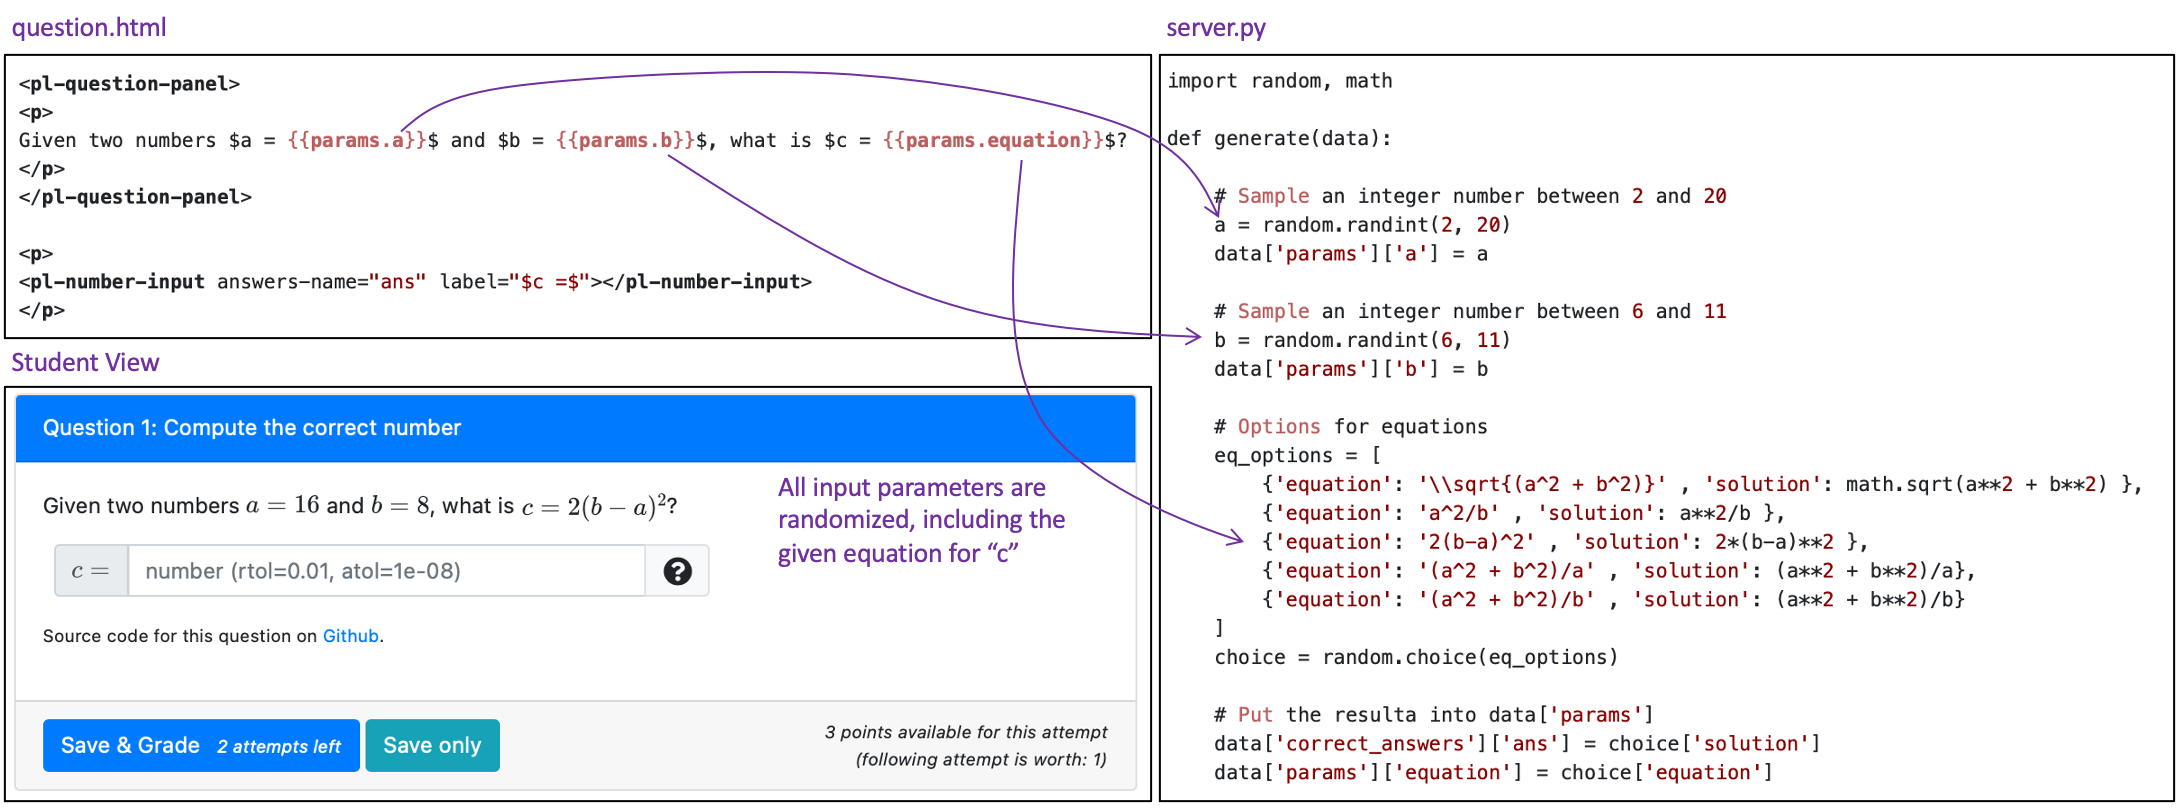 question.html
<pl-question-panel>
<p>
Given two numbers $a = {{params.a}}$ and $b = {{params.b}}$, what is $c = {{params.equation}}$?
</p>
</pl-question-panel>
<p>
<pl-number-input answers-name="ans" label="$c =$"></pl-number-input>
</p>
Student View
Question 1: Compute the correct number
Given two numbers a = 16 and b = 8, what is c = 2(b − a)²?
c =
number (rtol=0.01, atol=1e-08)
?
Source code for this question on Github.
All input parameters are
randomized, including the
given equation for “c”
Save & Grade 2 attempts left
Save only
3 points available for this attempt
(following attempt is worth: 1)
server.py
import random, math
def generate(data):
# Sample an integer number between 2 and 20
a = random.randint(2, 20)
data['params']['a'] = a
# Sample an integer number between 6 and 11
b = random.randint(6, 11)
data['params']['b'] = b
# Options for equations
eq_options = [
{'equation': '\\sqrt{(a^2 + b^2)}' , 'solution': math.sqrt(a**2 + b**2) },
{'equation': 'a^2/b' , 'solution': a**2/b },
{'equation': '2(b-a)^2' , 'solution': 2*(b-a)**2 },
{'equation': '(a^2 + b^2)/a' , 'solution': (a**2 + b**2)/a},
{'equation': '(a^2 + b^2)/b' , 'solution': (a**2 + b**2)/b}
]
choice = random.choice(eq_options)
# Put the resulta into data['params']
data['correct_answers']['ans'] = choice['solution']
data['params']['equation'] = choice['equation']